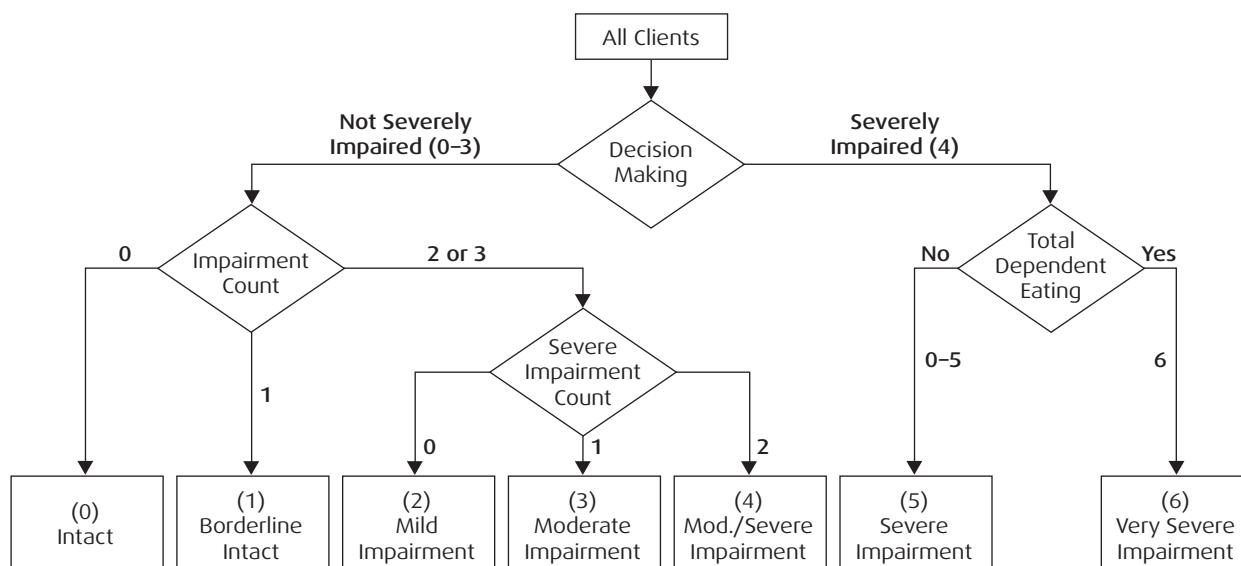 All Clients
Not Severely
Impaired (0–3)
Severely
Impaired (4)
Decision
Making
0
Impairment
Count
2 or 3
No
Total
Dependent
Eating
Yes
1
Severe
Impairment
Count
0–5
6
0
1
2
(0)
Intact
(1)
Borderline
Intact
(2)
Mild
Impairment
(3)
Moderate
Impairment
(4)
Mod./Severe
Impairment
(5)
Severe
Impairment
(6)
Very Severe
Impairment